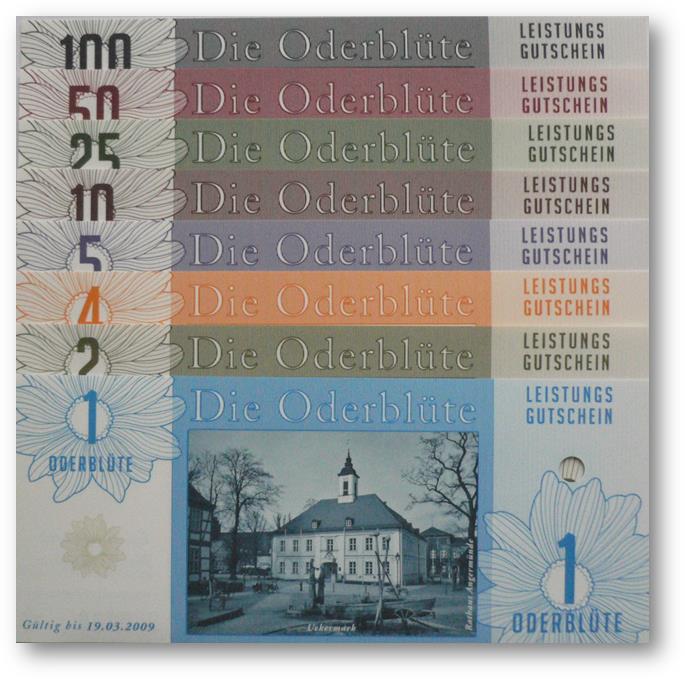 100
Die Oderblüte
LEISTUNGS
GUTSCHEIN
50
Die Oderblüte
LEISTUNGS
GUTSCHEIN
25
Die Oderblüte
LEISTUNGS
GUTSCHEIN
10
Die Oderblüte
LEISTUNGS
GUTSCHEIN
5
Die Oderblüte
LEISTUNGS
GUTSCHEIN
4
Die Oderblüte
LEISTUNGS
GUTSCHEIN
2
Die Oderblüte
LEISTUNGS
GUTSCHEIN
1
ODERBLÜTE
Die Oderblüte
LEISTUNGS
GUTSCHEIN
Gültig bis 19.03.2009
Uckermark
Rathaus Angermünde
1
ODERBLÜTE